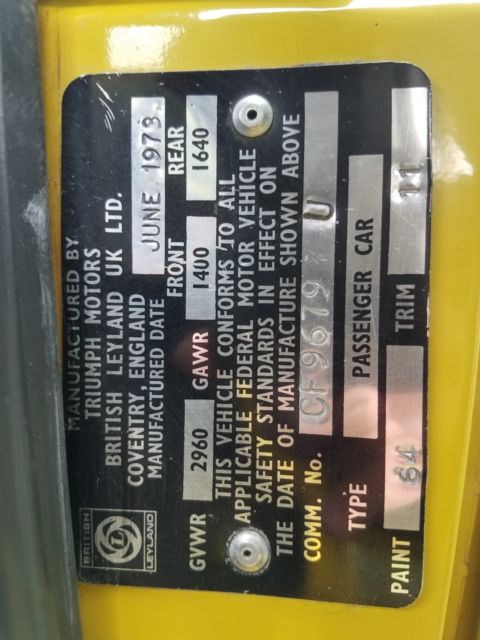 MANUFACTURED BY
TRIUMPH MOTORS
BRITISH LEYLAND UK LTD.
COVENTRY, ENGLAND
MANUFACTURED DATE JUNE 1973
FRONT REAR
GVWR 2960 GAWR 1400 1640
THIS VEHICLE CONFORMS TO ALL
APPLICABLE FEDERAL MOTOR VEHICLE
SAFETY STANDARDS IN EFFECT ON
THE DATE OF MANUFACTURE SHOWN ABOVE
COMM. No. CF9679 U
TYPE PASSENGER CAR
PAINT 64 TRIM 11
BRITISH
L
LEYLAND